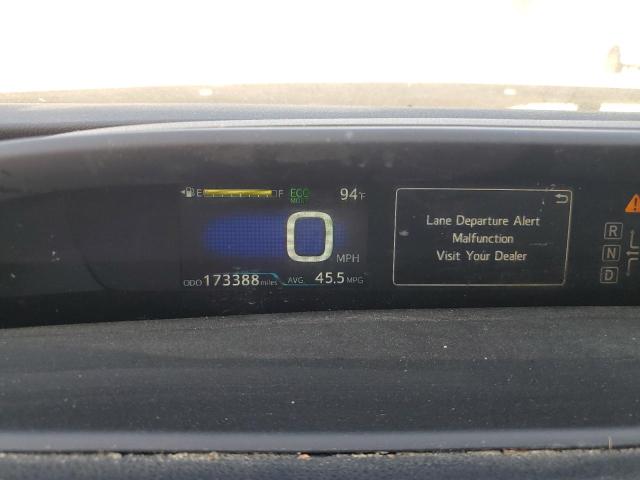 E F ECO 94°F
MODE
0
MPH
ODO 173388 miles AVG. 45.5 MPG
Lane Departure Alert
Malfunction
Visit Your Dealer
R
N
D